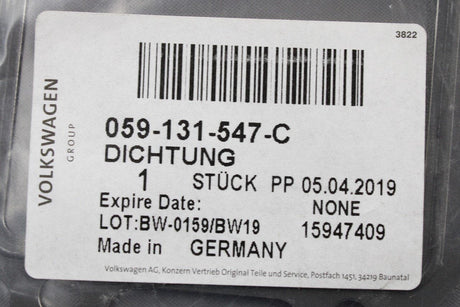 3822
VOLKSWAGEN
GROUP
059-131-547-C
DICHTUNG
1 STÜCK PP 05.04.2019
Expire Date: NONE
LOT:BW-0159/BW19 15947409
Made in GERMANY
Volkswagen AG, Konzern Vertrieb Original Teile und Service, Postfach 1451, 34219 Baunatal